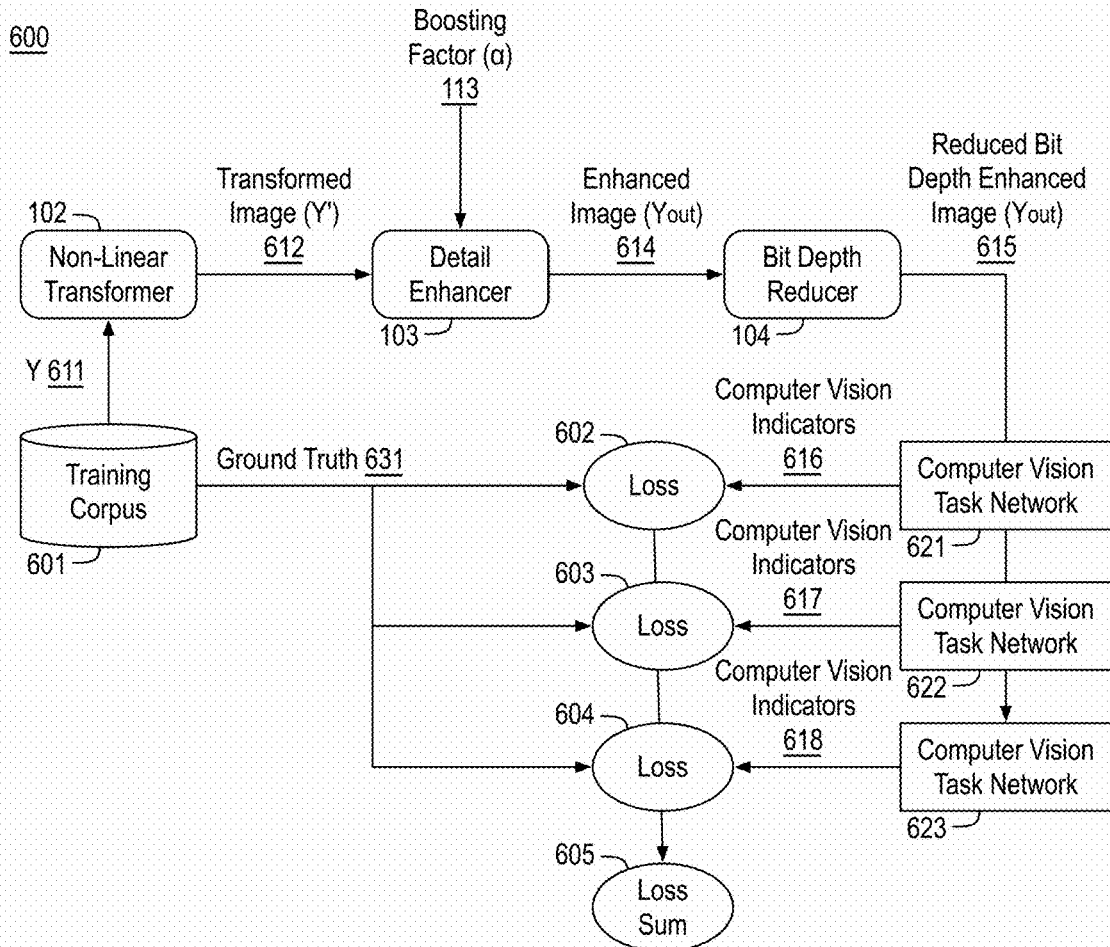 600
Boosting
Factor (α)
113
Reduced Bit
Depth Enhanced
Image (Yout)
615
Transformed
Image (Y')
612
Enhanced
Image (Yout)
614
102
Non-Linear
Transformer
Detail
Enhancer
103
Bit Depth
Reducer
104
Y 611
Training
Corpus
601
Ground Truth 631
602
Loss
Computer Vision
Indicators
616
Computer Vision
Task Network
621
603
Loss
Computer Vision
Indicators
617
Computer Vision
Task Network
622
604
Loss
Computer Vision
Indicators
618
Computer Vision
Task Network
623
605
Loss
Sum